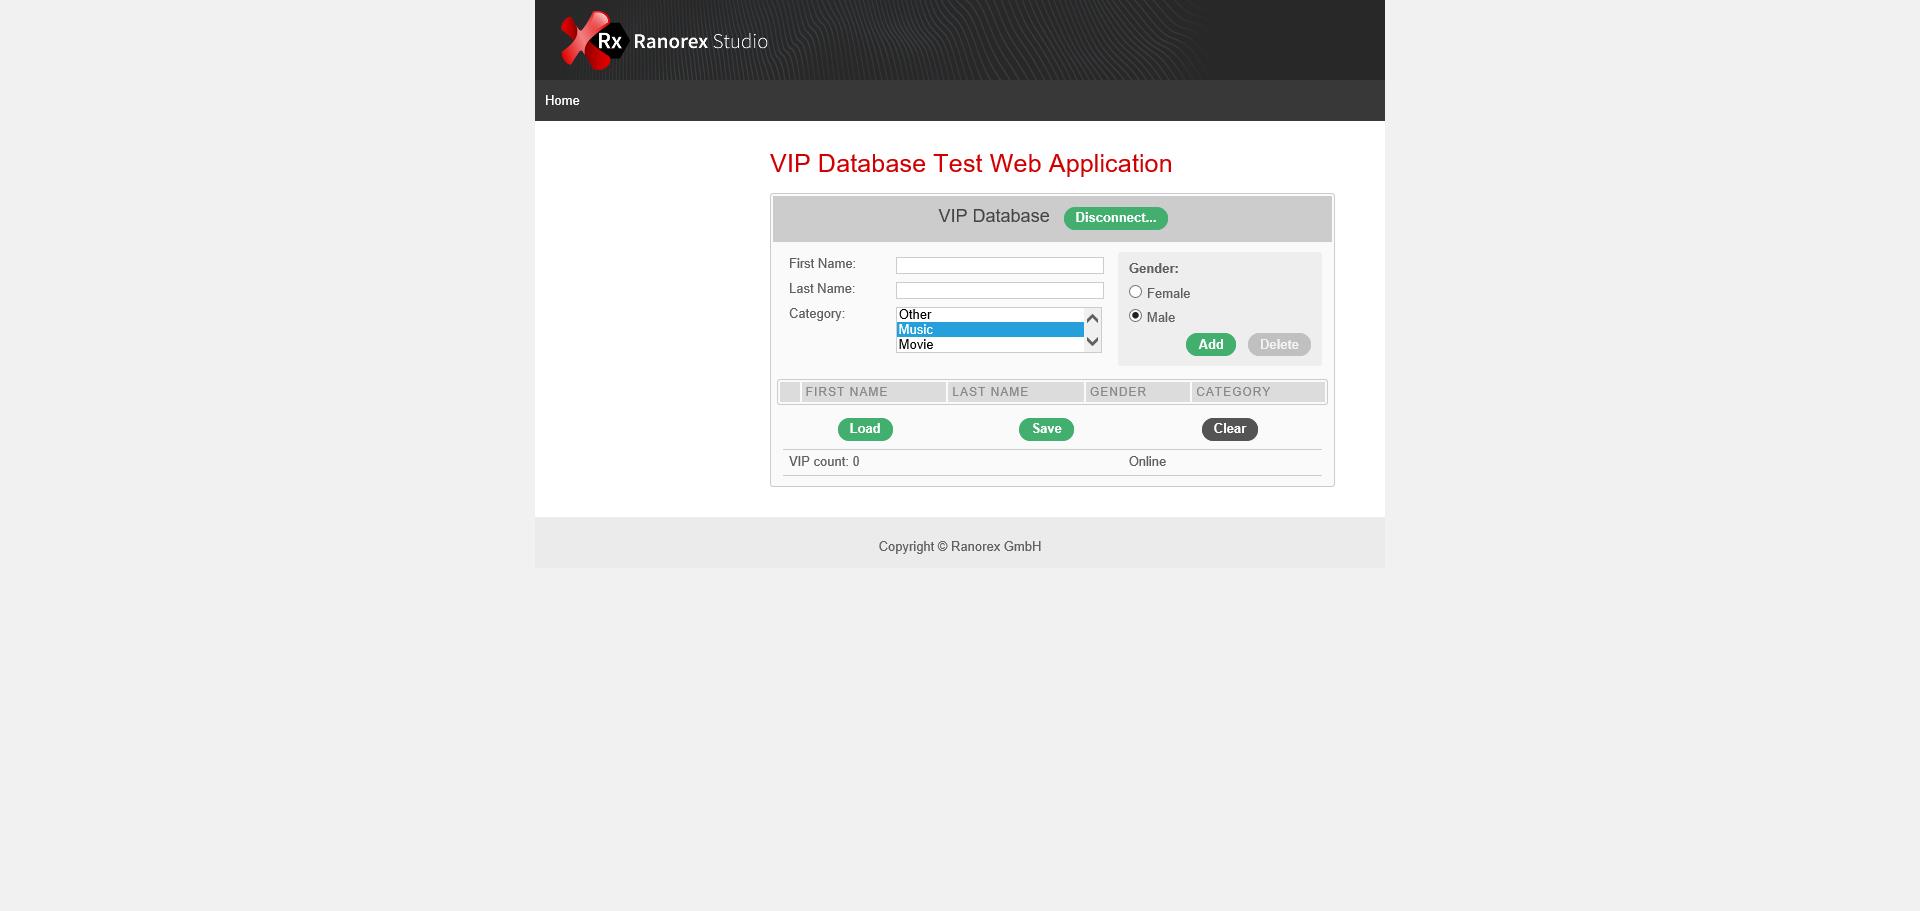 Rx Ranorex Studio
Home
VIP Database Test Web Application
VIP Database Disconnect...
First Name:
Last Name:
Category:
Other
Music
Movie
Gender:
Female
Male
Add Delete
FIRST NAME LAST NAME GENDER CATEGORY
Load Save Clear
VIP count: 0 Online
Copyright © Ranorex GmbH